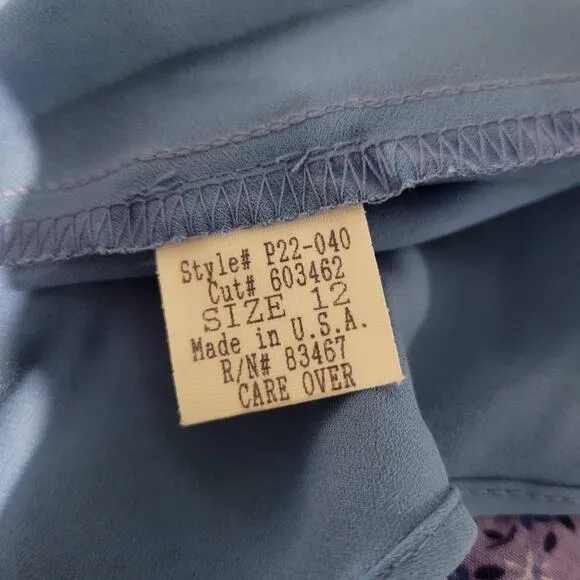 Style# P22-040
Cut# 603462
SIZE 12
Made in U.S.A.
R/N# 83467
CARE OVER